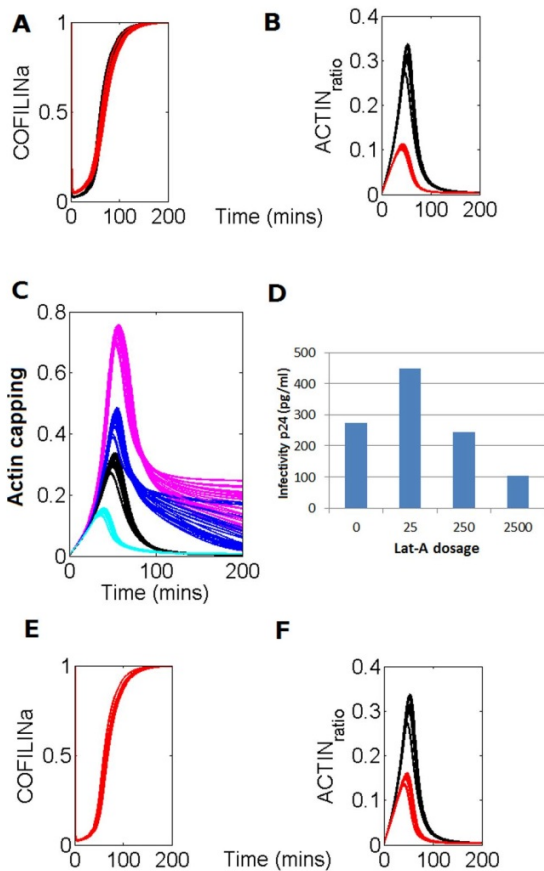 A
B
COFILINa
1
0.5
0
0
100
200
ACTINratio
0.4
0.3
0.2
0.1
0
0
100
200
Time (mins)
C
D
Actin capping
0.8
0.6
0.4
0.2
0
0
100
200
Time (mins)
Infectivity p24 (pg/ml)
500
400
300
200
100
0
0
25
250
2500
Lat-A dosage
E
F
COFILINa
1
0.5
0
0
100
200
ACTINratio
0.4
0.3
0.2
0.1
0
0
100
200
Time (mins)